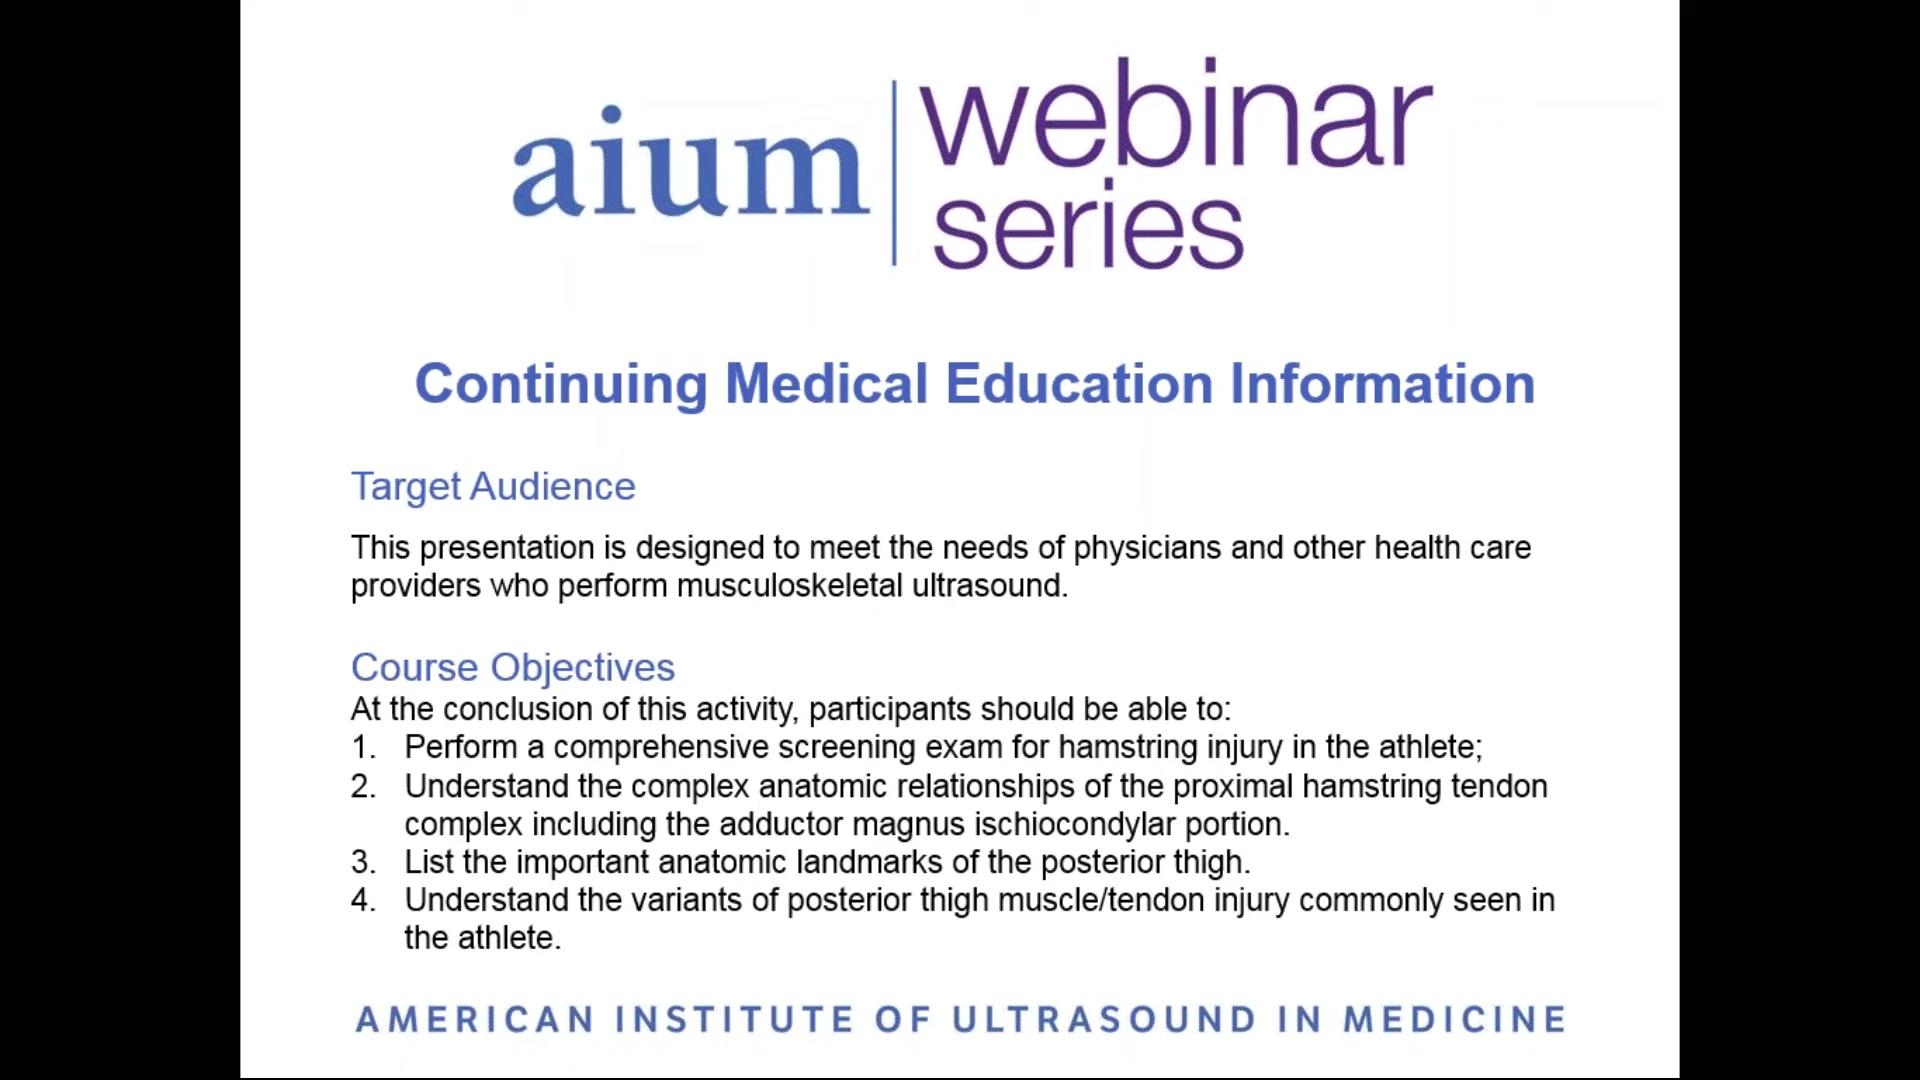 aium webinar
series
Continuing Medical Education Information
Target Audience
This presentation is designed to meet the needs of physicians and other health care
providers who perform musculoskeletal ultrasound.
Course Objectives
At the conclusion of this activity, participants should be able to:
1. Perform a comprehensive screening exam for hamstring injury in the athlete;
2. Understand the complex anatomic relationships of the proximal hamstring tendon
complex including the adductor magnus ischiocondylar portion.
3. List the important anatomic landmarks of the posterior thigh.
4. Understand the variants of posterior thigh muscle/tendon injury commonly seen in
the athlete.
AMERICAN INSTITUTE OF ULTRASOUND IN MEDICINE